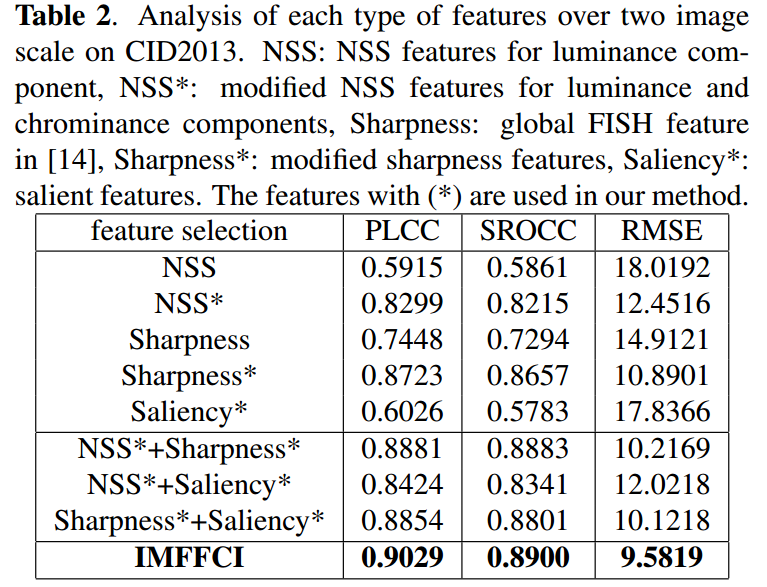 Table 2. Analysis of each type of features over two image
scale on CID2013. NSS: NSS features for luminance com-
ponent, NSS*: modified NSS features for luminance and
chrominance components, Sharpness: global FISH feature
in [14], Sharpness*: modified sharpness features, Saliency*:
salient features. The features with (*) are used in our method.
feature selection PLCC SROCC RMSE
NSS 0.5915 0.5861 18.0192
NSS* 0.8299 0.8215 12.4516
Sharpness 0.7448 0.7294 14.9121
Sharpness* 0.8723 0.8657 10.8901
Saliency* 0.6026 0.5783 17.8366
NSS*+Sharpness* 0.8881 0.8883 10.2169
NSS*+Saliency* 0.8424 0.8341 12.0218
Sharpness*+Saliency* 0.8854 0.8801 10.1218
IMFFCI 0.9029 0.8900 9.5819